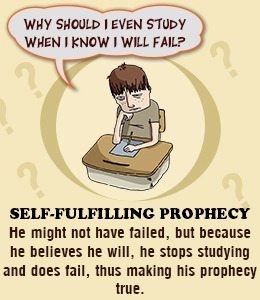 WHY SHOULD I EVEN STUDY
WHEN I KNOW I WILL FAIL?
?
?
?
?
?
SELF-FULFILLING PROPHECY
He might not have failed, but because
he believes he will, he stops studying
and does fail, thus making his prophecy
true.